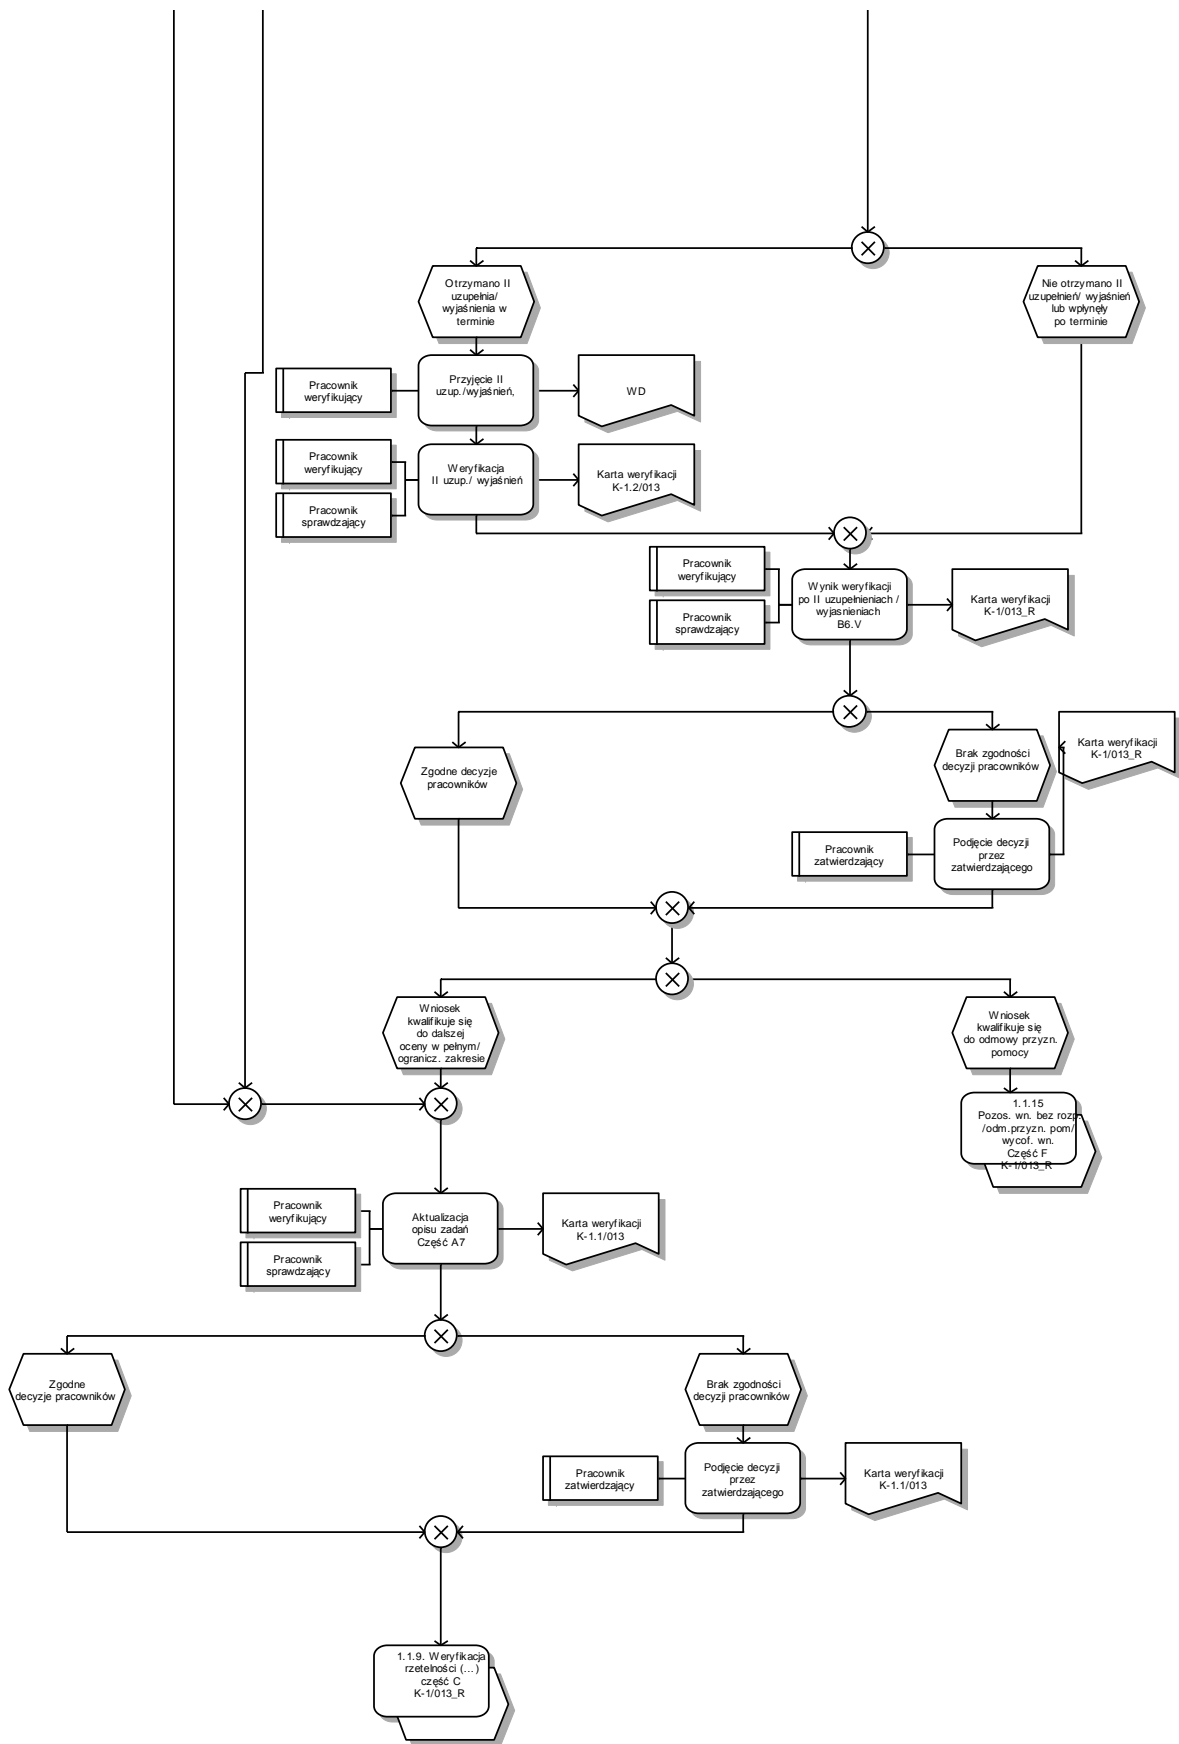 Otrzymano II
uzupełnia/
wyjaśnienia w
terminie
Nie otrzymano II
uzupełnień/ wyjaśnień
lub wpłynęły
po terminie
Pracownik
weryfikujący
Przyjęcie II
uzup./wyjaśnień,
WD
Pracownik
weryfikujący
Pracownik
sprawdzający
Weryfikacja
II uzup./ wyjaśnień
Karta weryfikacji
K-1.2/013
Pracownik
weryfikujący
Pracownik
sprawdzający
Wynik weryfikacji
po II uzupełnieniach /
wyjasnieniach
B6.V
Karta weryfikacji
K-1/013_R
Zgodne decyzje
pracowników
Brak zgodności
decyzji pracowników
Karta weryfikacji
K-1/013_R
Pracownik
zatwierdzający
Podjęcie decyzji
przez
zatwierdzającego
Wniosek
kwalifikuje się
do dalszej
oceny w pełnym/
ogranicz. zakresie
Wniosek
kwalifikuje się
do odmowy przyzn.
pomocy
1.1.15
Pozos. wn. bez rozp.
/odm.przyzn. pom/
wycof. wn.
Część F
K-1/013_R
Pracownik
weryfikujący
Pracownik
sprawdzający
Aktualizacja
opisu zadań
Część A7
Karta weryfikacji
K-1.1/013
Zgodne
decyzje pracowników
Brak zgodności
decyzji pracowników
Pracownik
zatwierdzający
Podjęcie decyzji
przez
zatwierdzającego
Karta weryfikacji
K-1.1/013
1.1.9. Weryfikacja
rzetelności (...)
część C
K-1/013_R